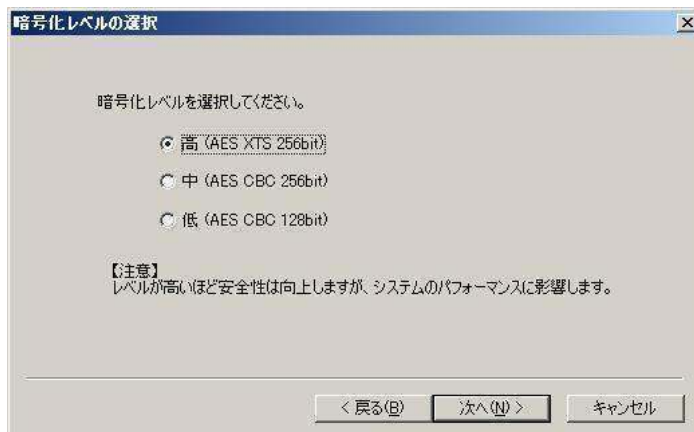 暗号化レベルの選択
暗号化レベルを選択してください。
高 (AES XTS 256bit)
中 (AES CBC 256bit)
低 (AES CBC 128bit)
【注意】
レベルが高いほど安全性は向上しますが、システムのパフォーマンスに影響します。
< 戻る(B) 次へ(N) > キャンセル